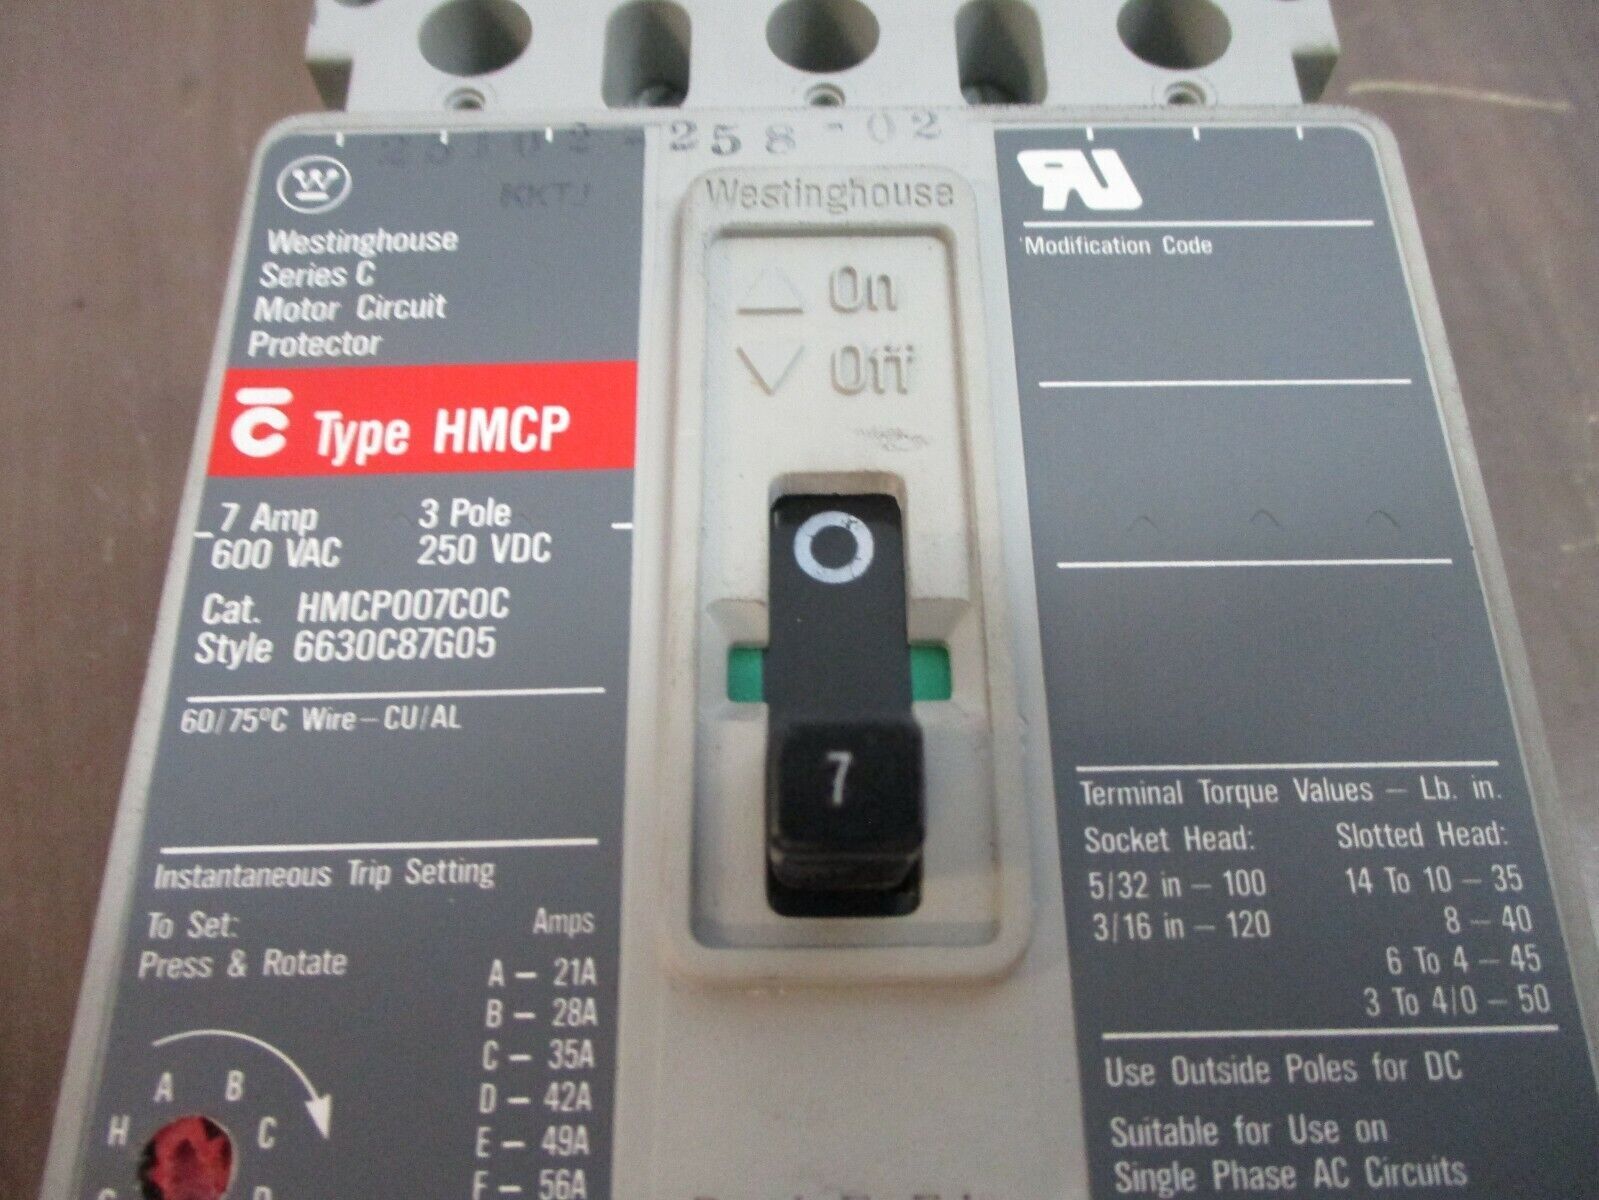 25102-258-02
KKTJ
W
Westinghouse
Series C
Motor Circuit
Protector
C Type HMCP
7 Amp 3 Pole
600 VAC 250 VDC
Cat. HMCP007C0C
Style 6630C87G05
60/75°C Wire – CU/AL
Instantaneous Trip Setting
To Set:
Press & Rotate
Amps
A – 21A
B – 28A
C – 35A
D – 42A
E – 49A
F – 56A
A B
H C
Westinghouse
On
Off
O
7
Modification Code
Terminal Torque Values – Lb. in.
Socket Head: Slotted Head:
5/32 in – 100 14 To 10 – 35
3/16 in – 120 8 – 40
6 To 4 – 45
3 To 4/0 – 50
Use Outside Poles for DC
Suitable for Use on
Single Phase AC Circuits